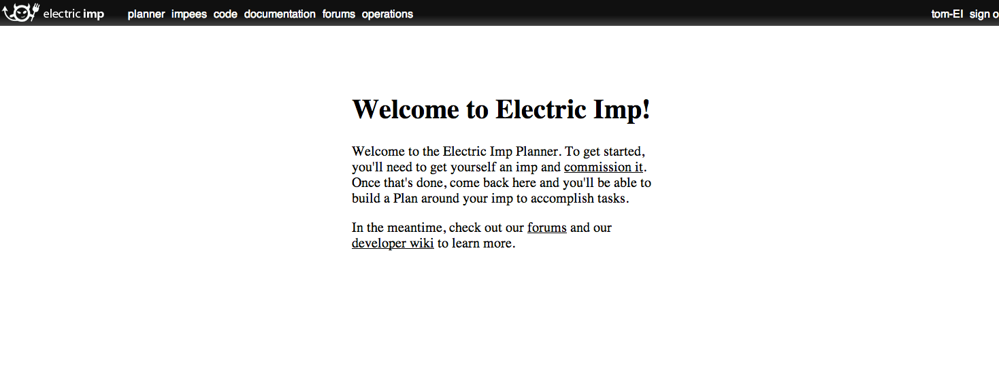 electric imp planner impees code documentation forums operations tom-EI sign o
Welcome to Electric Imp!
Welcome to the Electric Imp Planner. To get started,
you'll need to get yourself an imp and commission it.
Once that's done, come back here and you'll be able to
build a Plan around your imp to accomplish tasks.
In the meantime, check out our forums and our
developer wiki to learn more.